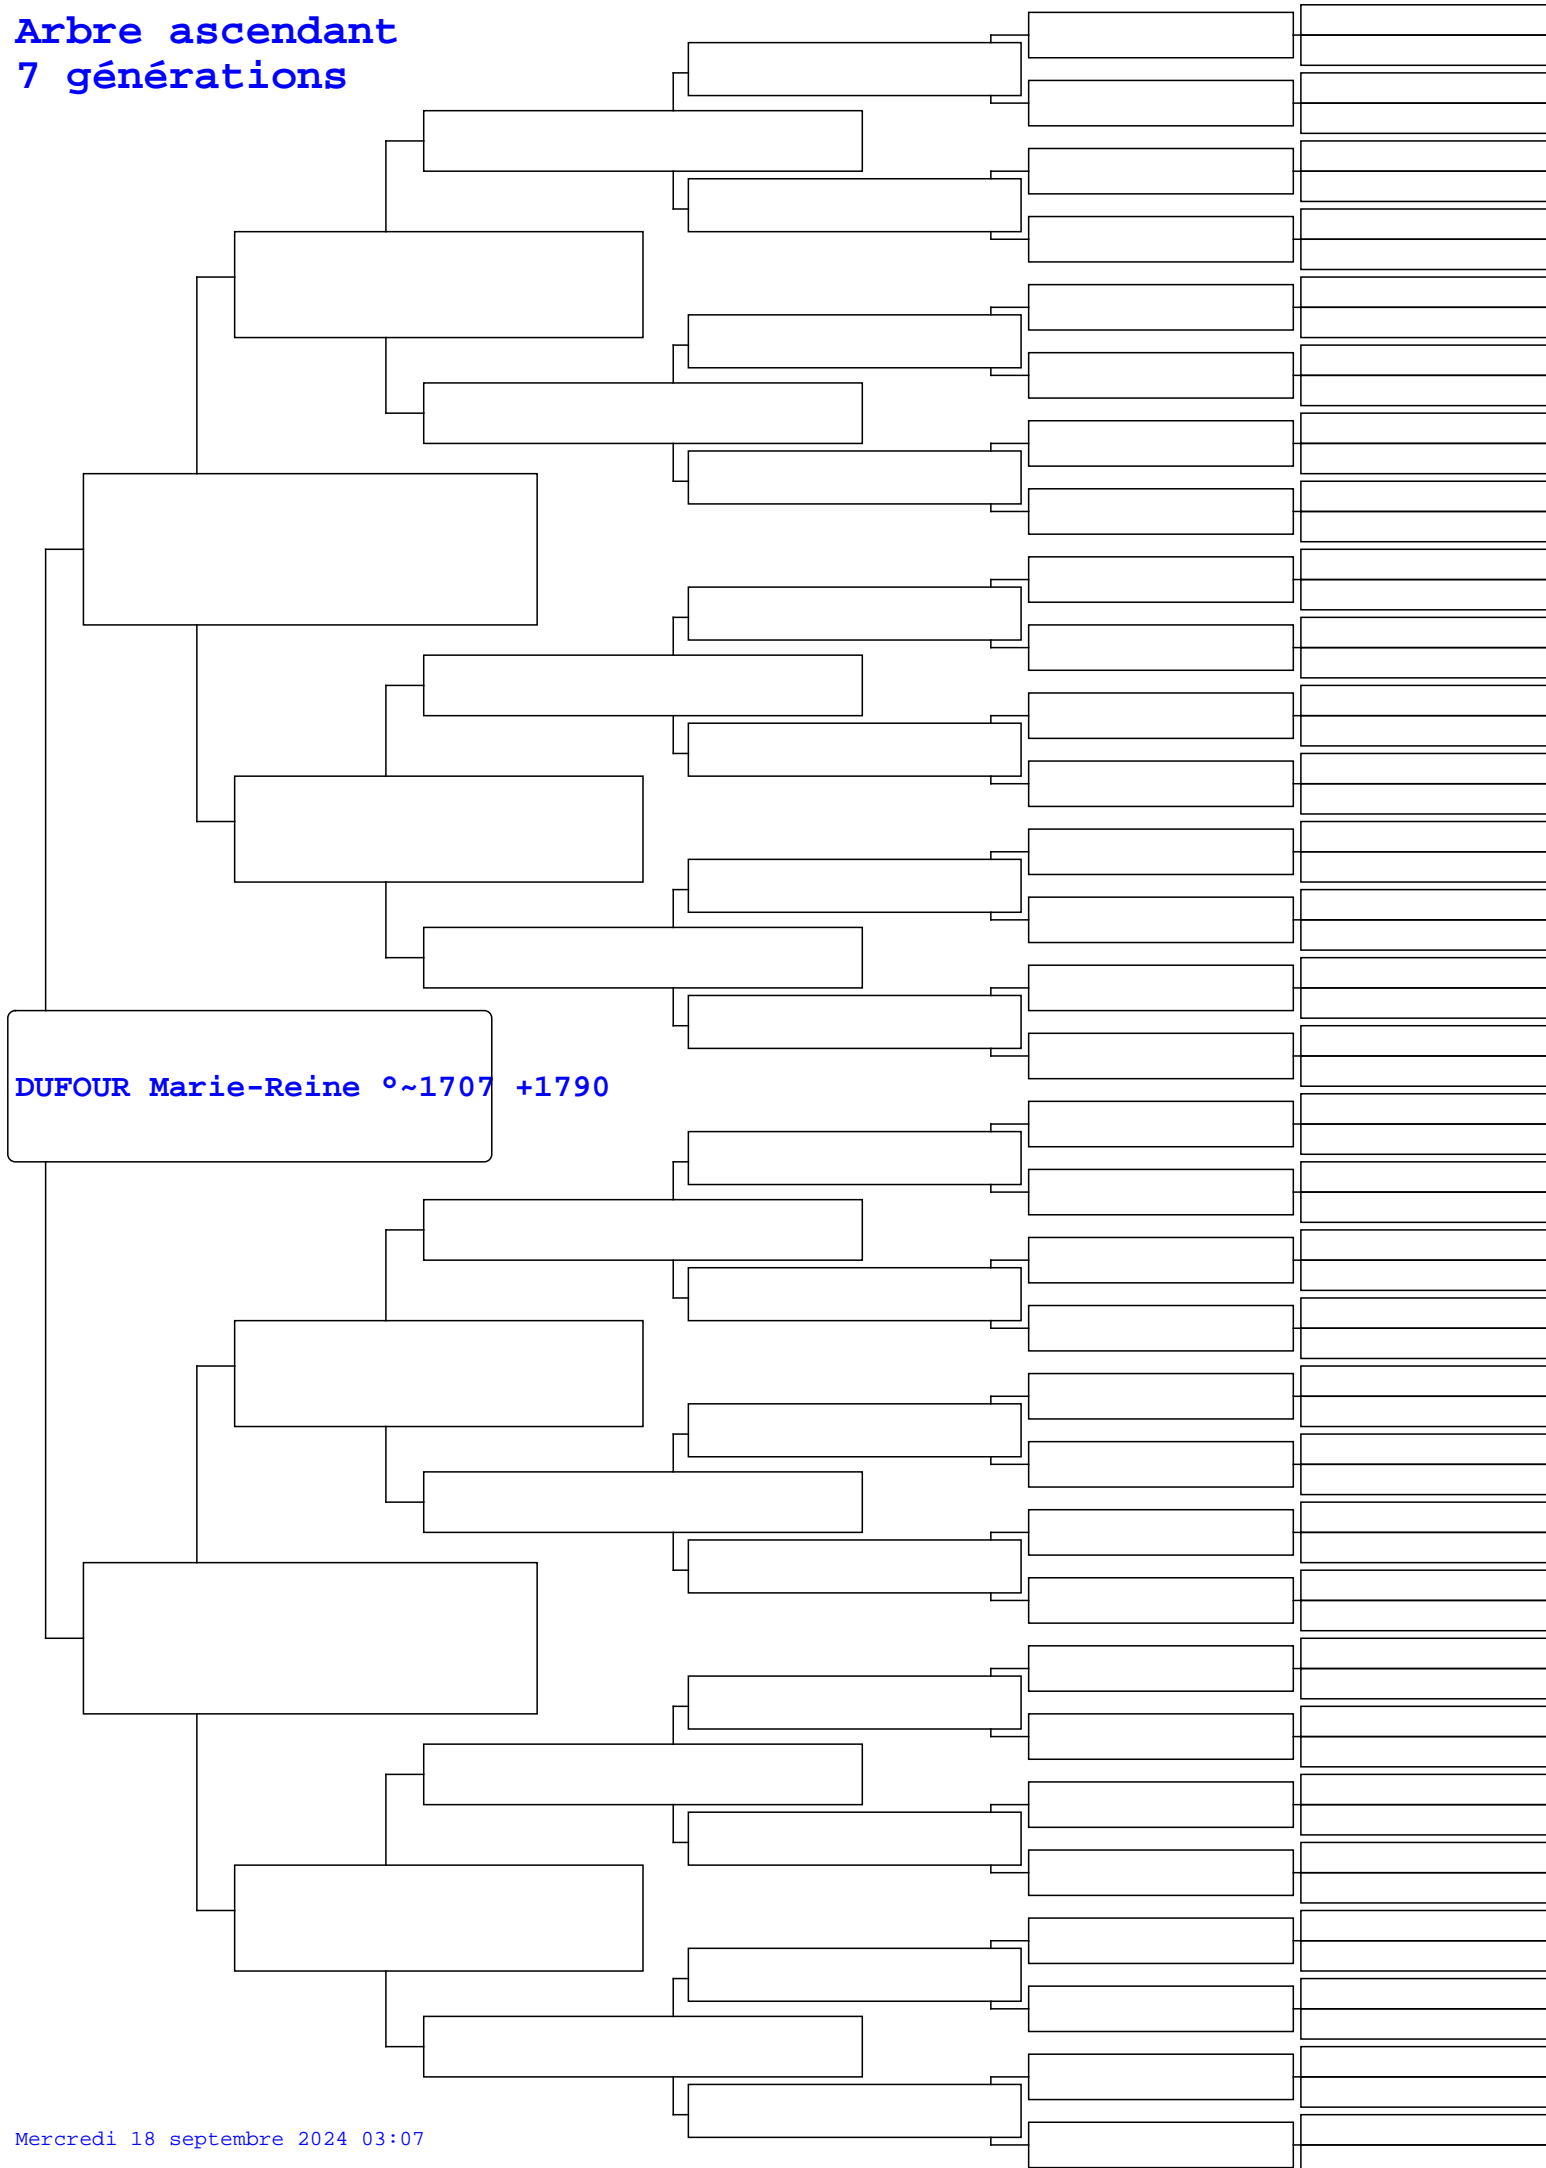 Arbre ascendant
7 générations
DUFOUR Marie-Reine °~1707 +1790
Mercredi 18 septembre 2024 03:07